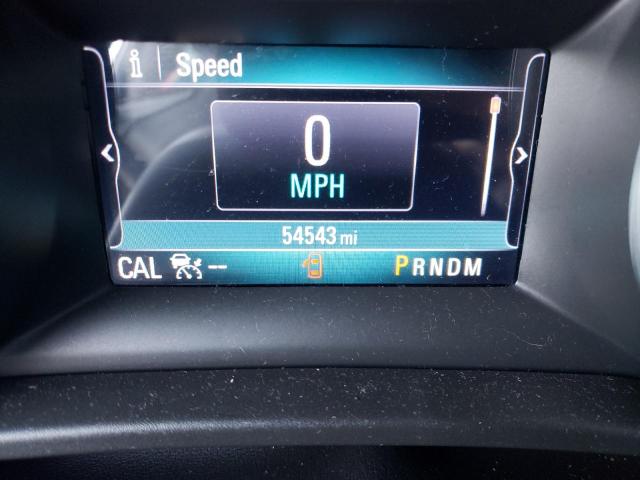 i Speed
0
MPH
54543 mi
CAL -- PRNDM